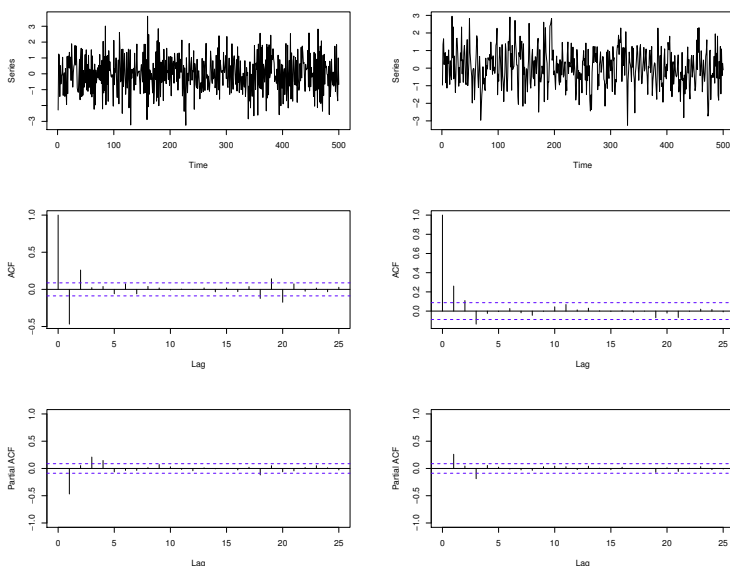 Series
−3 −1 0 1 2 3
0 100 200 300 400 500
Time
Series
−3 −1 0 1 2 3
0 100 200 300 400 500
Time
ACF
−0.5 0.0 0.5 1.0
0 5 10 15 20 25
Lag
ACF
0.0 0.2 0.4 0.6 0.8 1.0
0 5 10 15 20 25
Lag
Partial ACF
−1.0 −0.5 0.0 0.5 1.0
0 5 10 15 20 25
Lag
Partial ACF
−1.0 −0.5 0.0 0.5 1.0
0 5 10 15 20 25
Lag